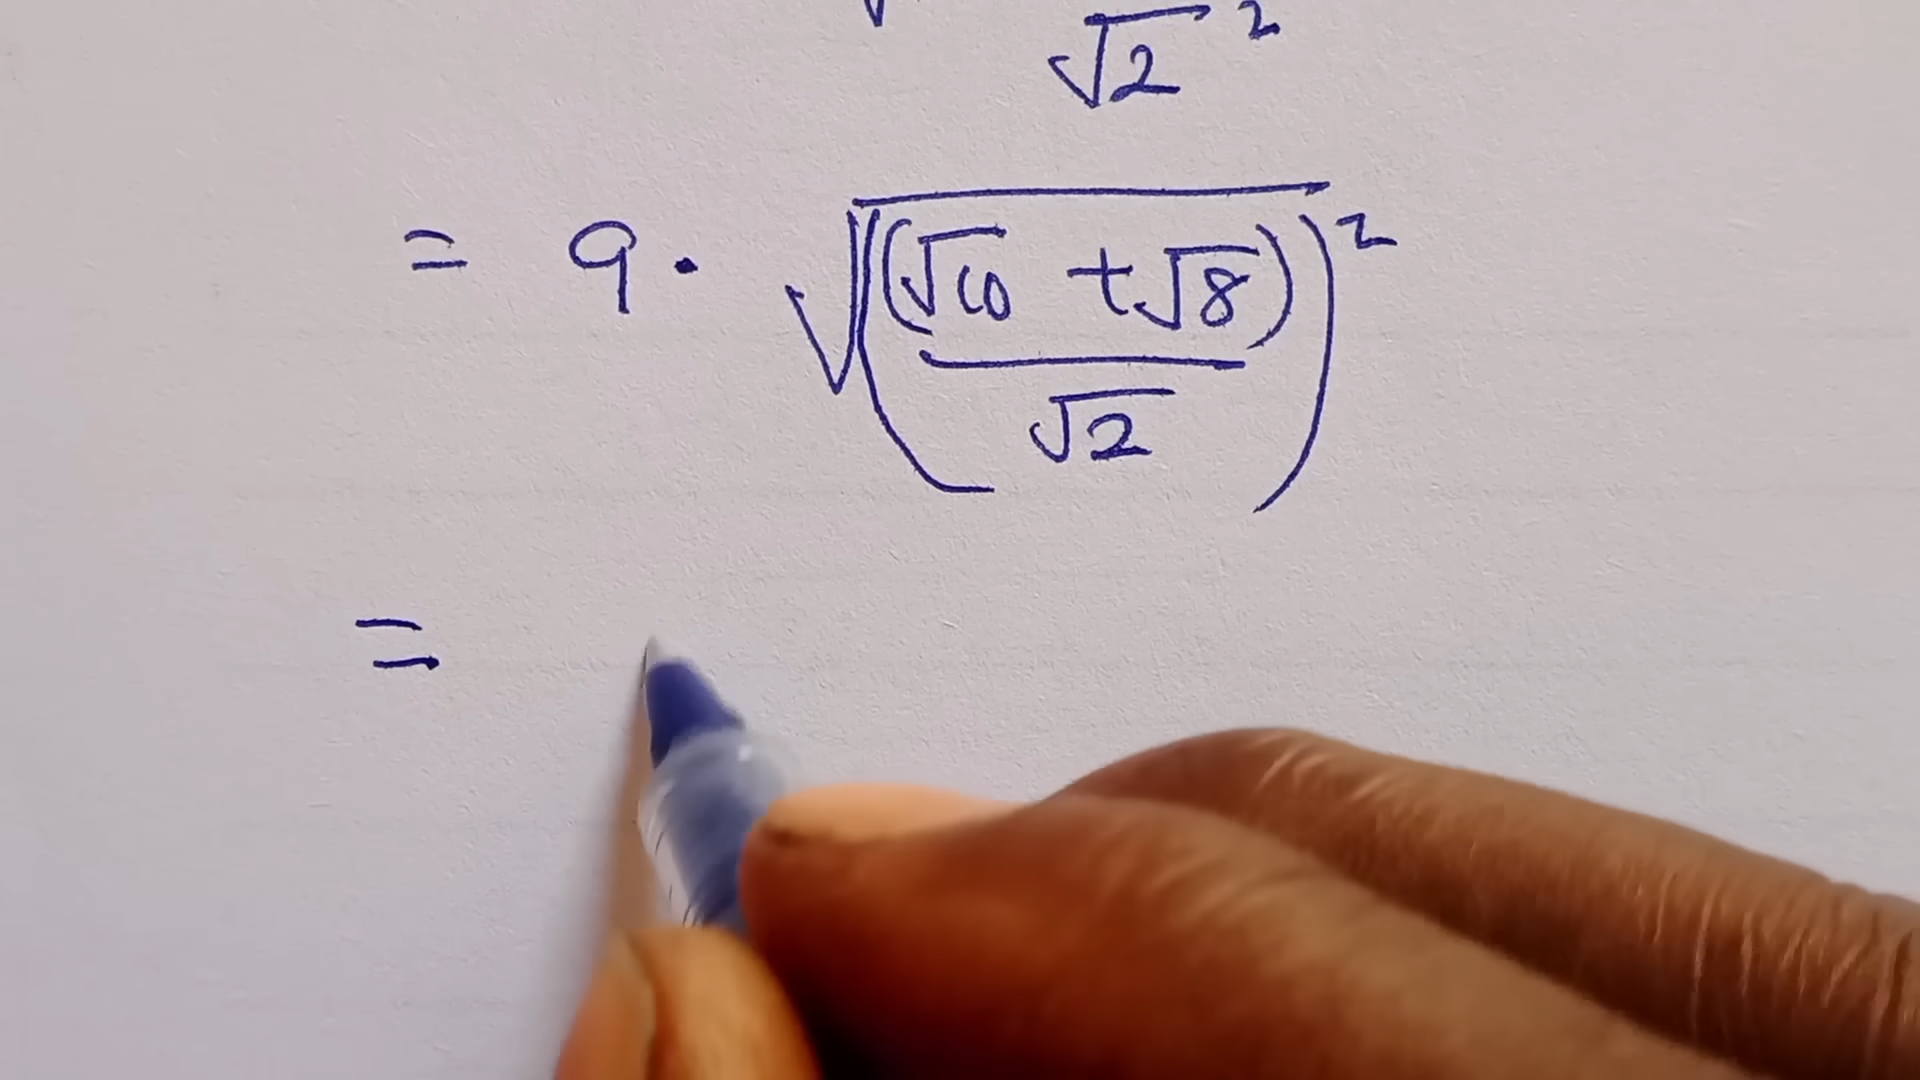 √2 ²
= 9 · √((√10 + √8) / √2)²
=